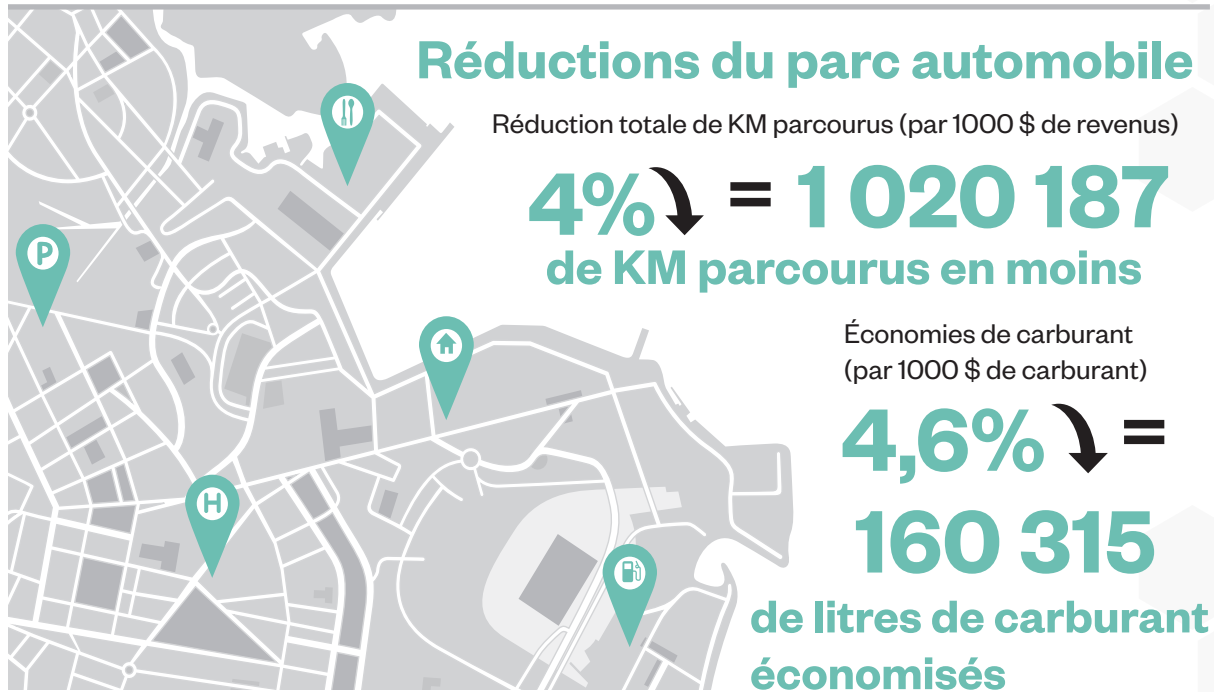 Réductions du parc automobile
Réduction totale de KM parcourus (par 1000 $ de revenus)
4% = 1 020 187
de KM parcourus en moins
Économies de carburant
(par 1000 $ de carburant)
4,6% =
160 315
de litres de carburant
économisés
P
H